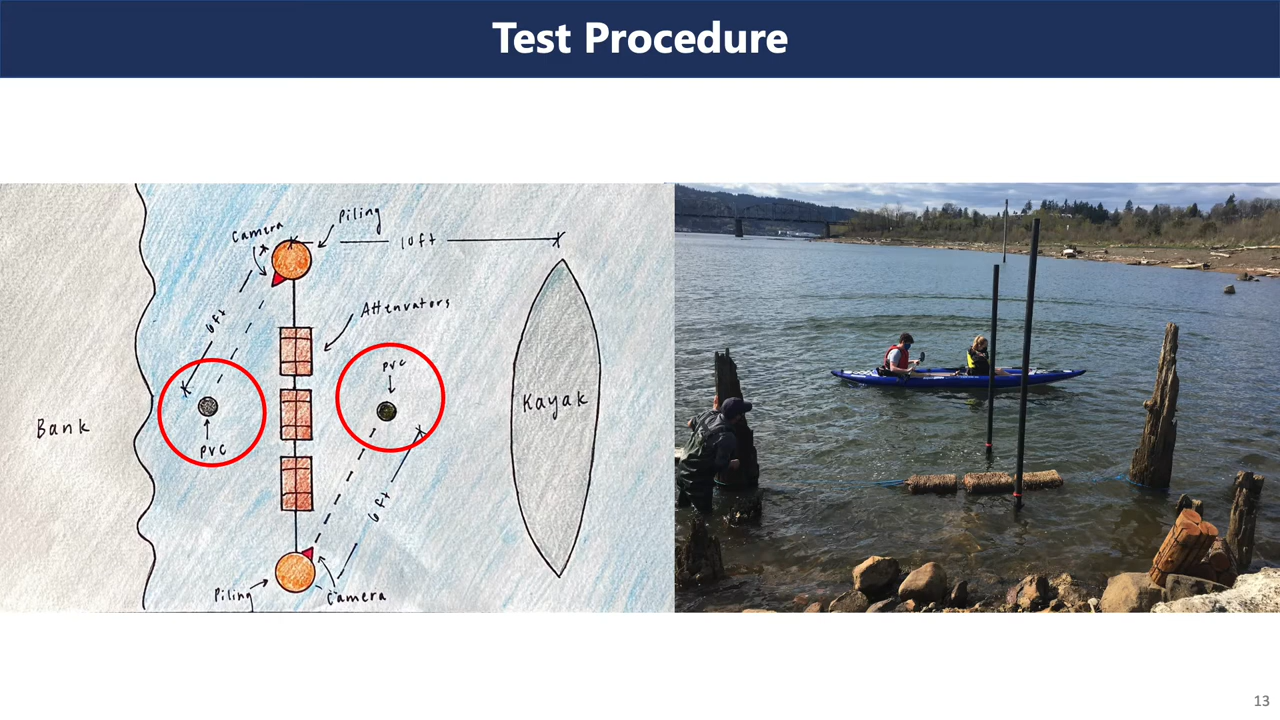 Test Procedure
Piling
Camera
10ft
6ft
Attenuators
PVC
Kayak
Bank
PVC
6ft
Piling
Camera
13